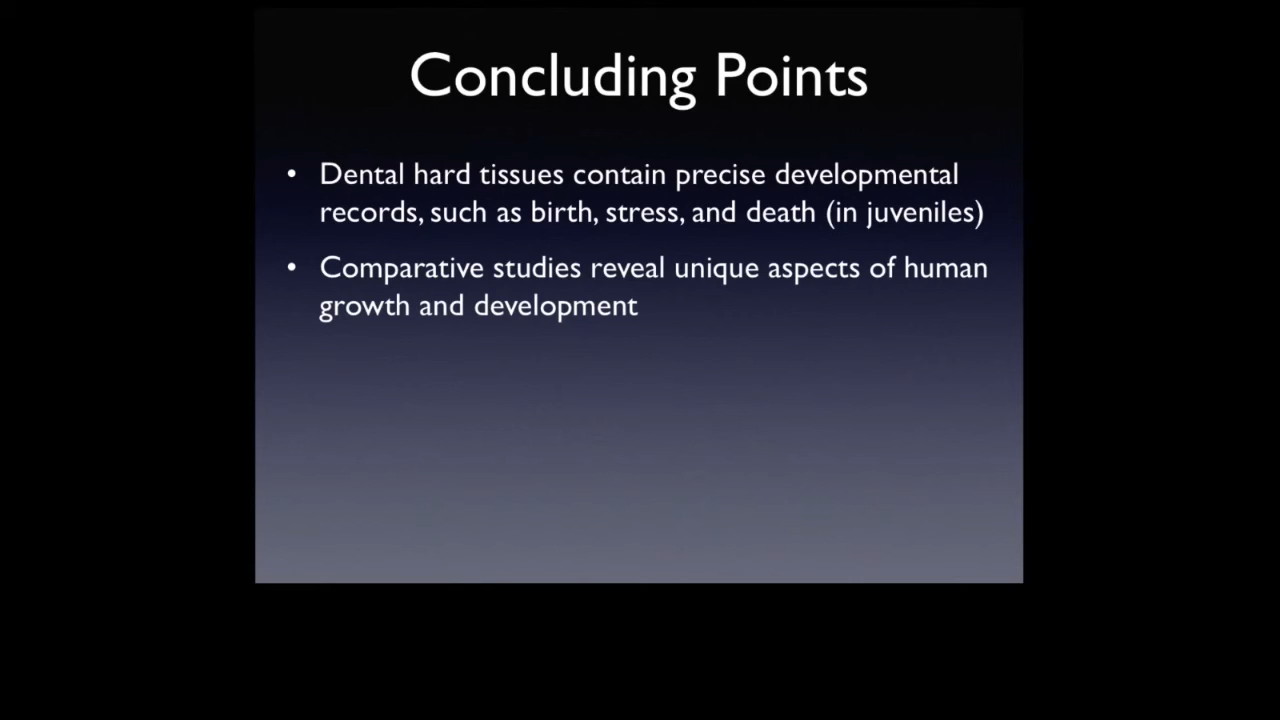 Concluding Points
• Dental hard tissues contain precise developmental
records, such as birth, stress, and death (in juveniles)
• Comparative studies reveal unique aspects of human
growth and development